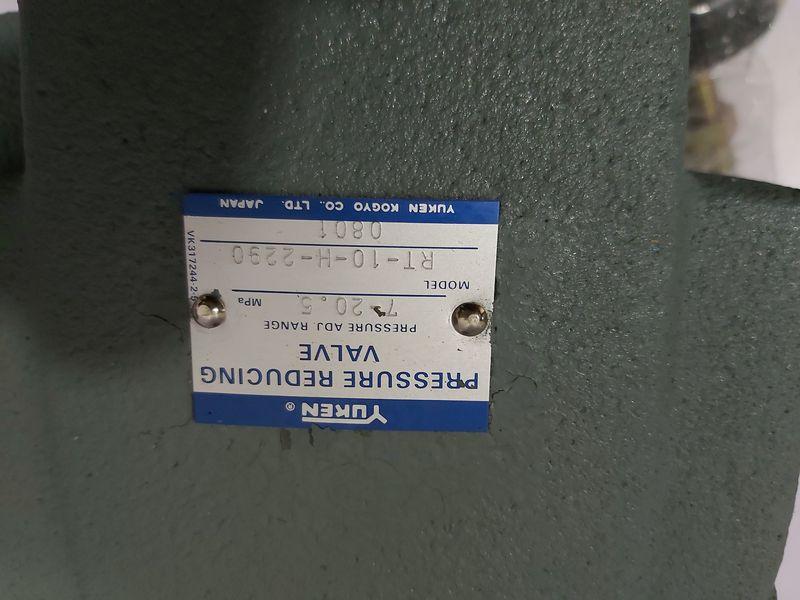 YUKEN ®
PRESSURE REDUCING
VALVE
PRESSURE ADJ RANGE
7-20.5 MPa
MODEL
RT-10-H-2290
0801
YUKEN KOGYO CO., LTD. JAPAN